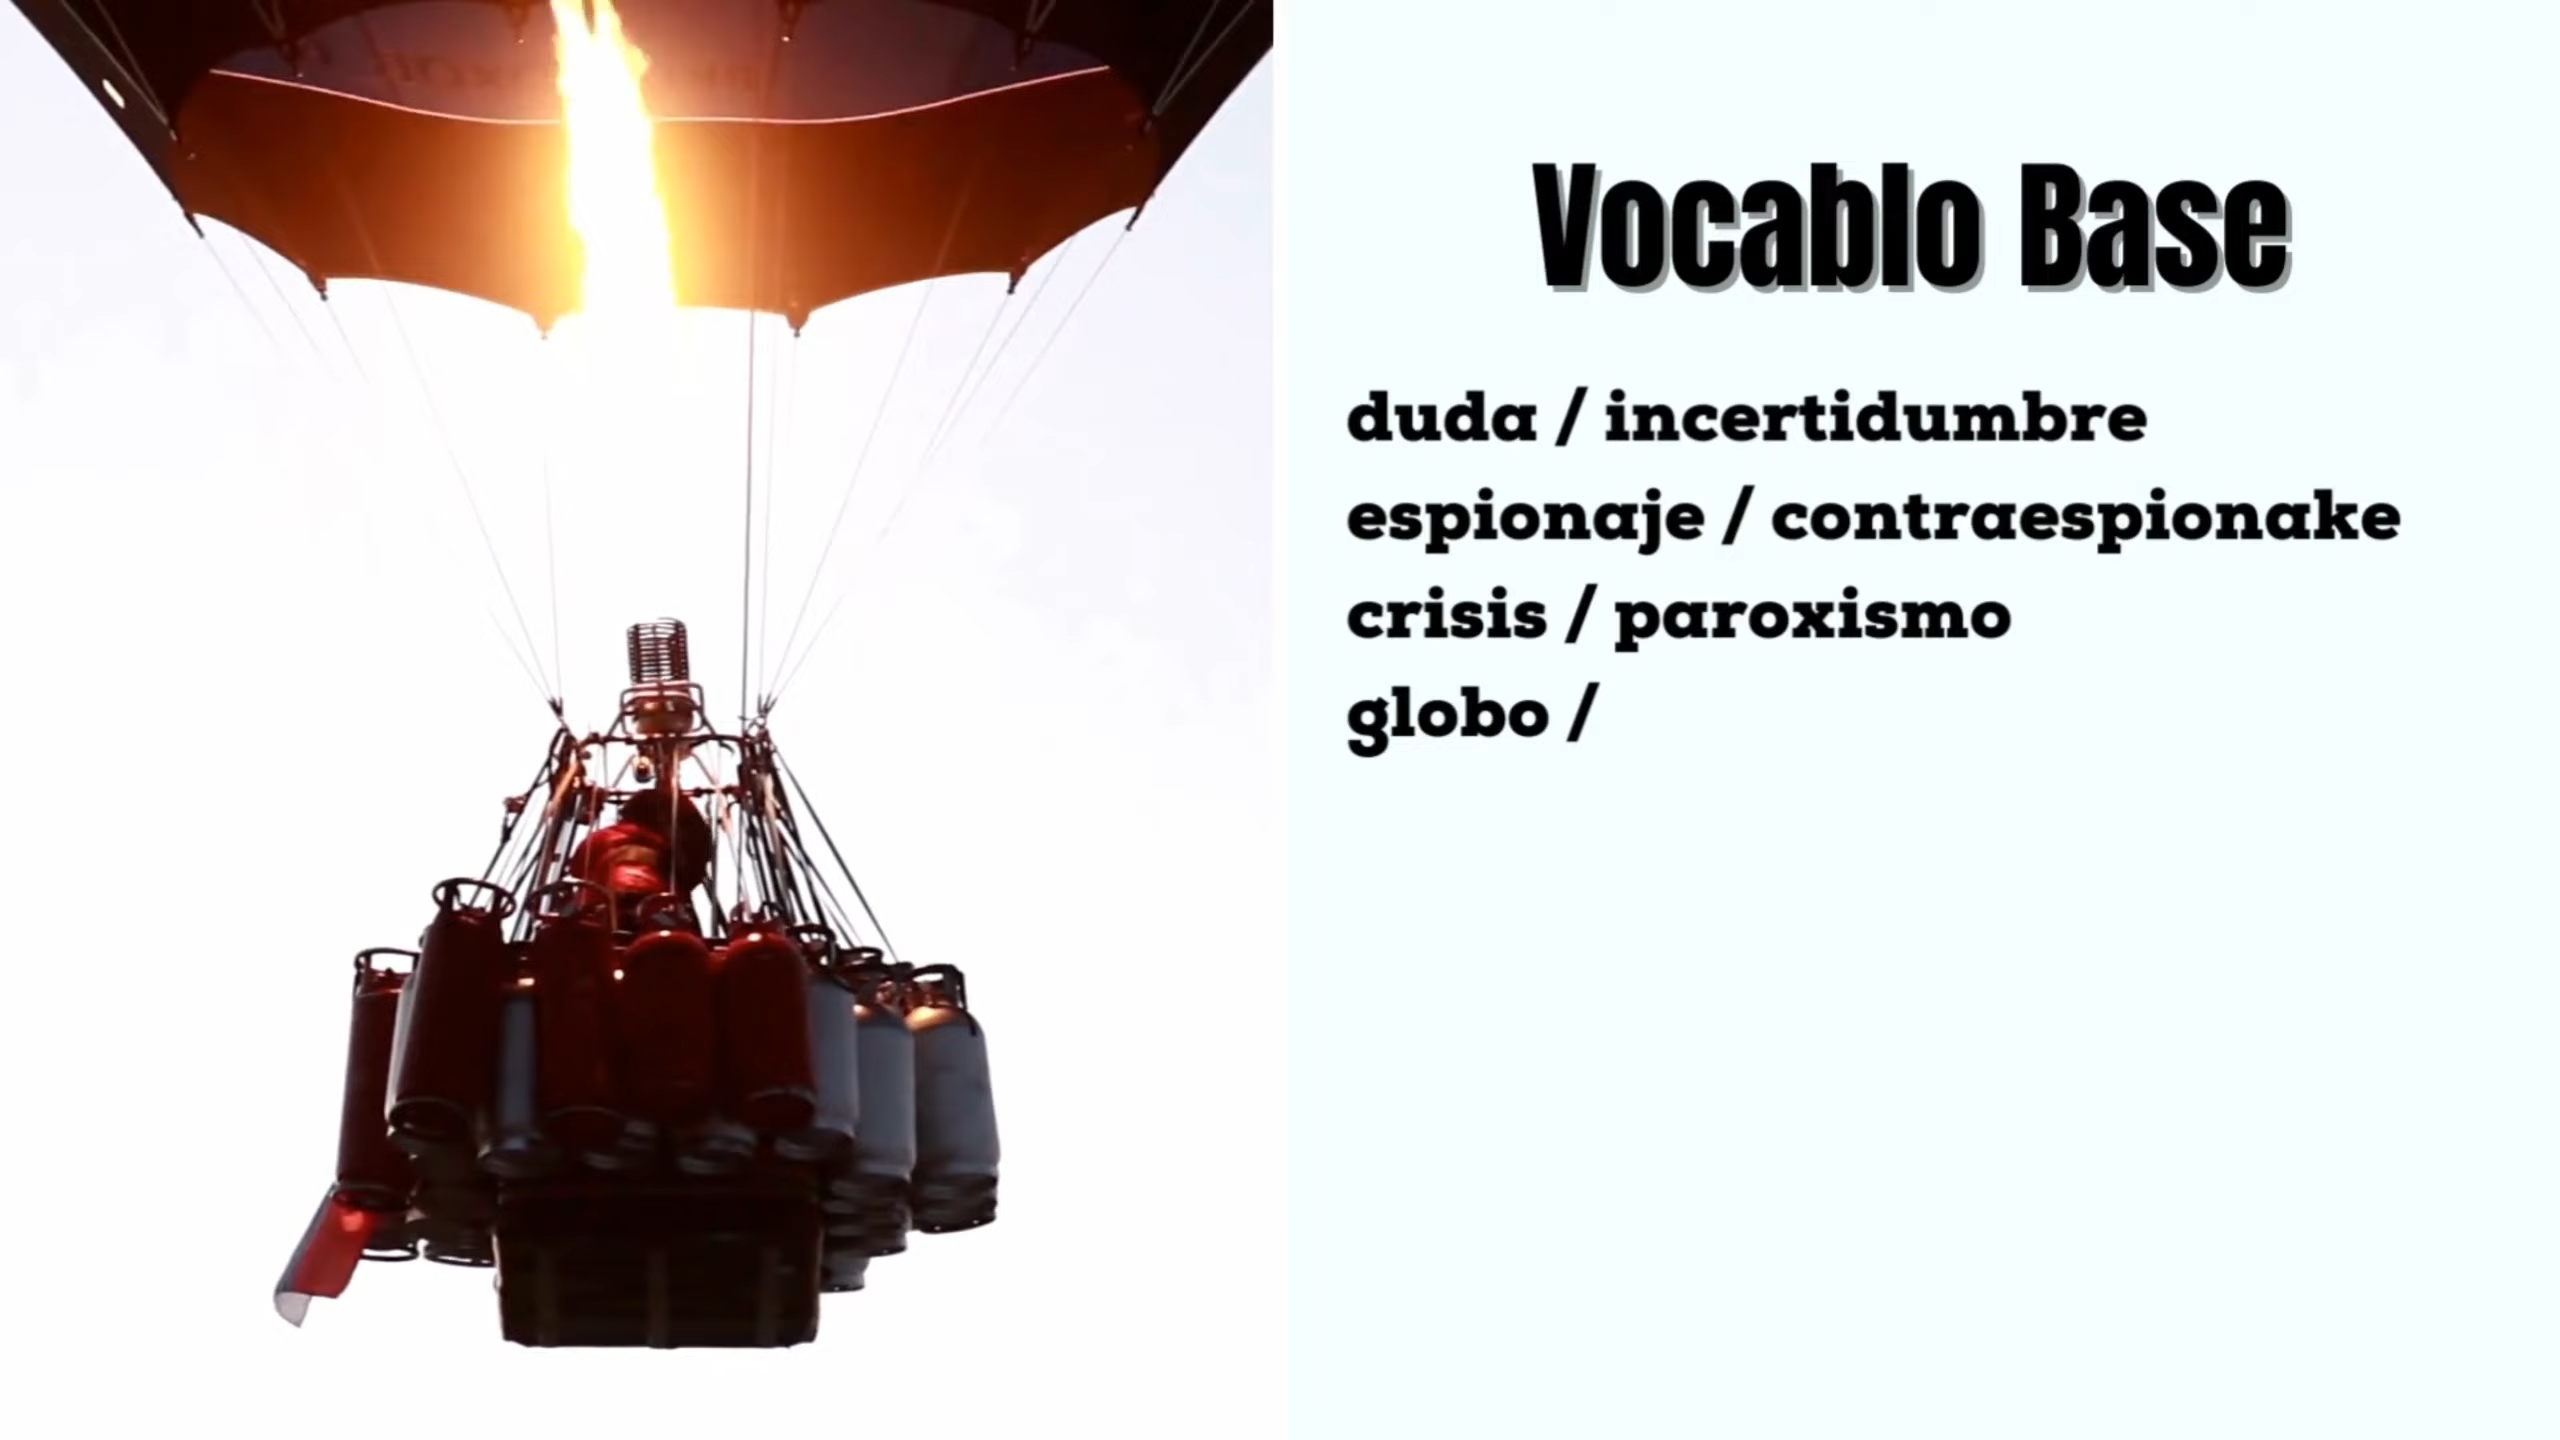 Vocablo Base
duda / incertidumbre
espionaje / contraespionake
crisis / paroxismo
globo /